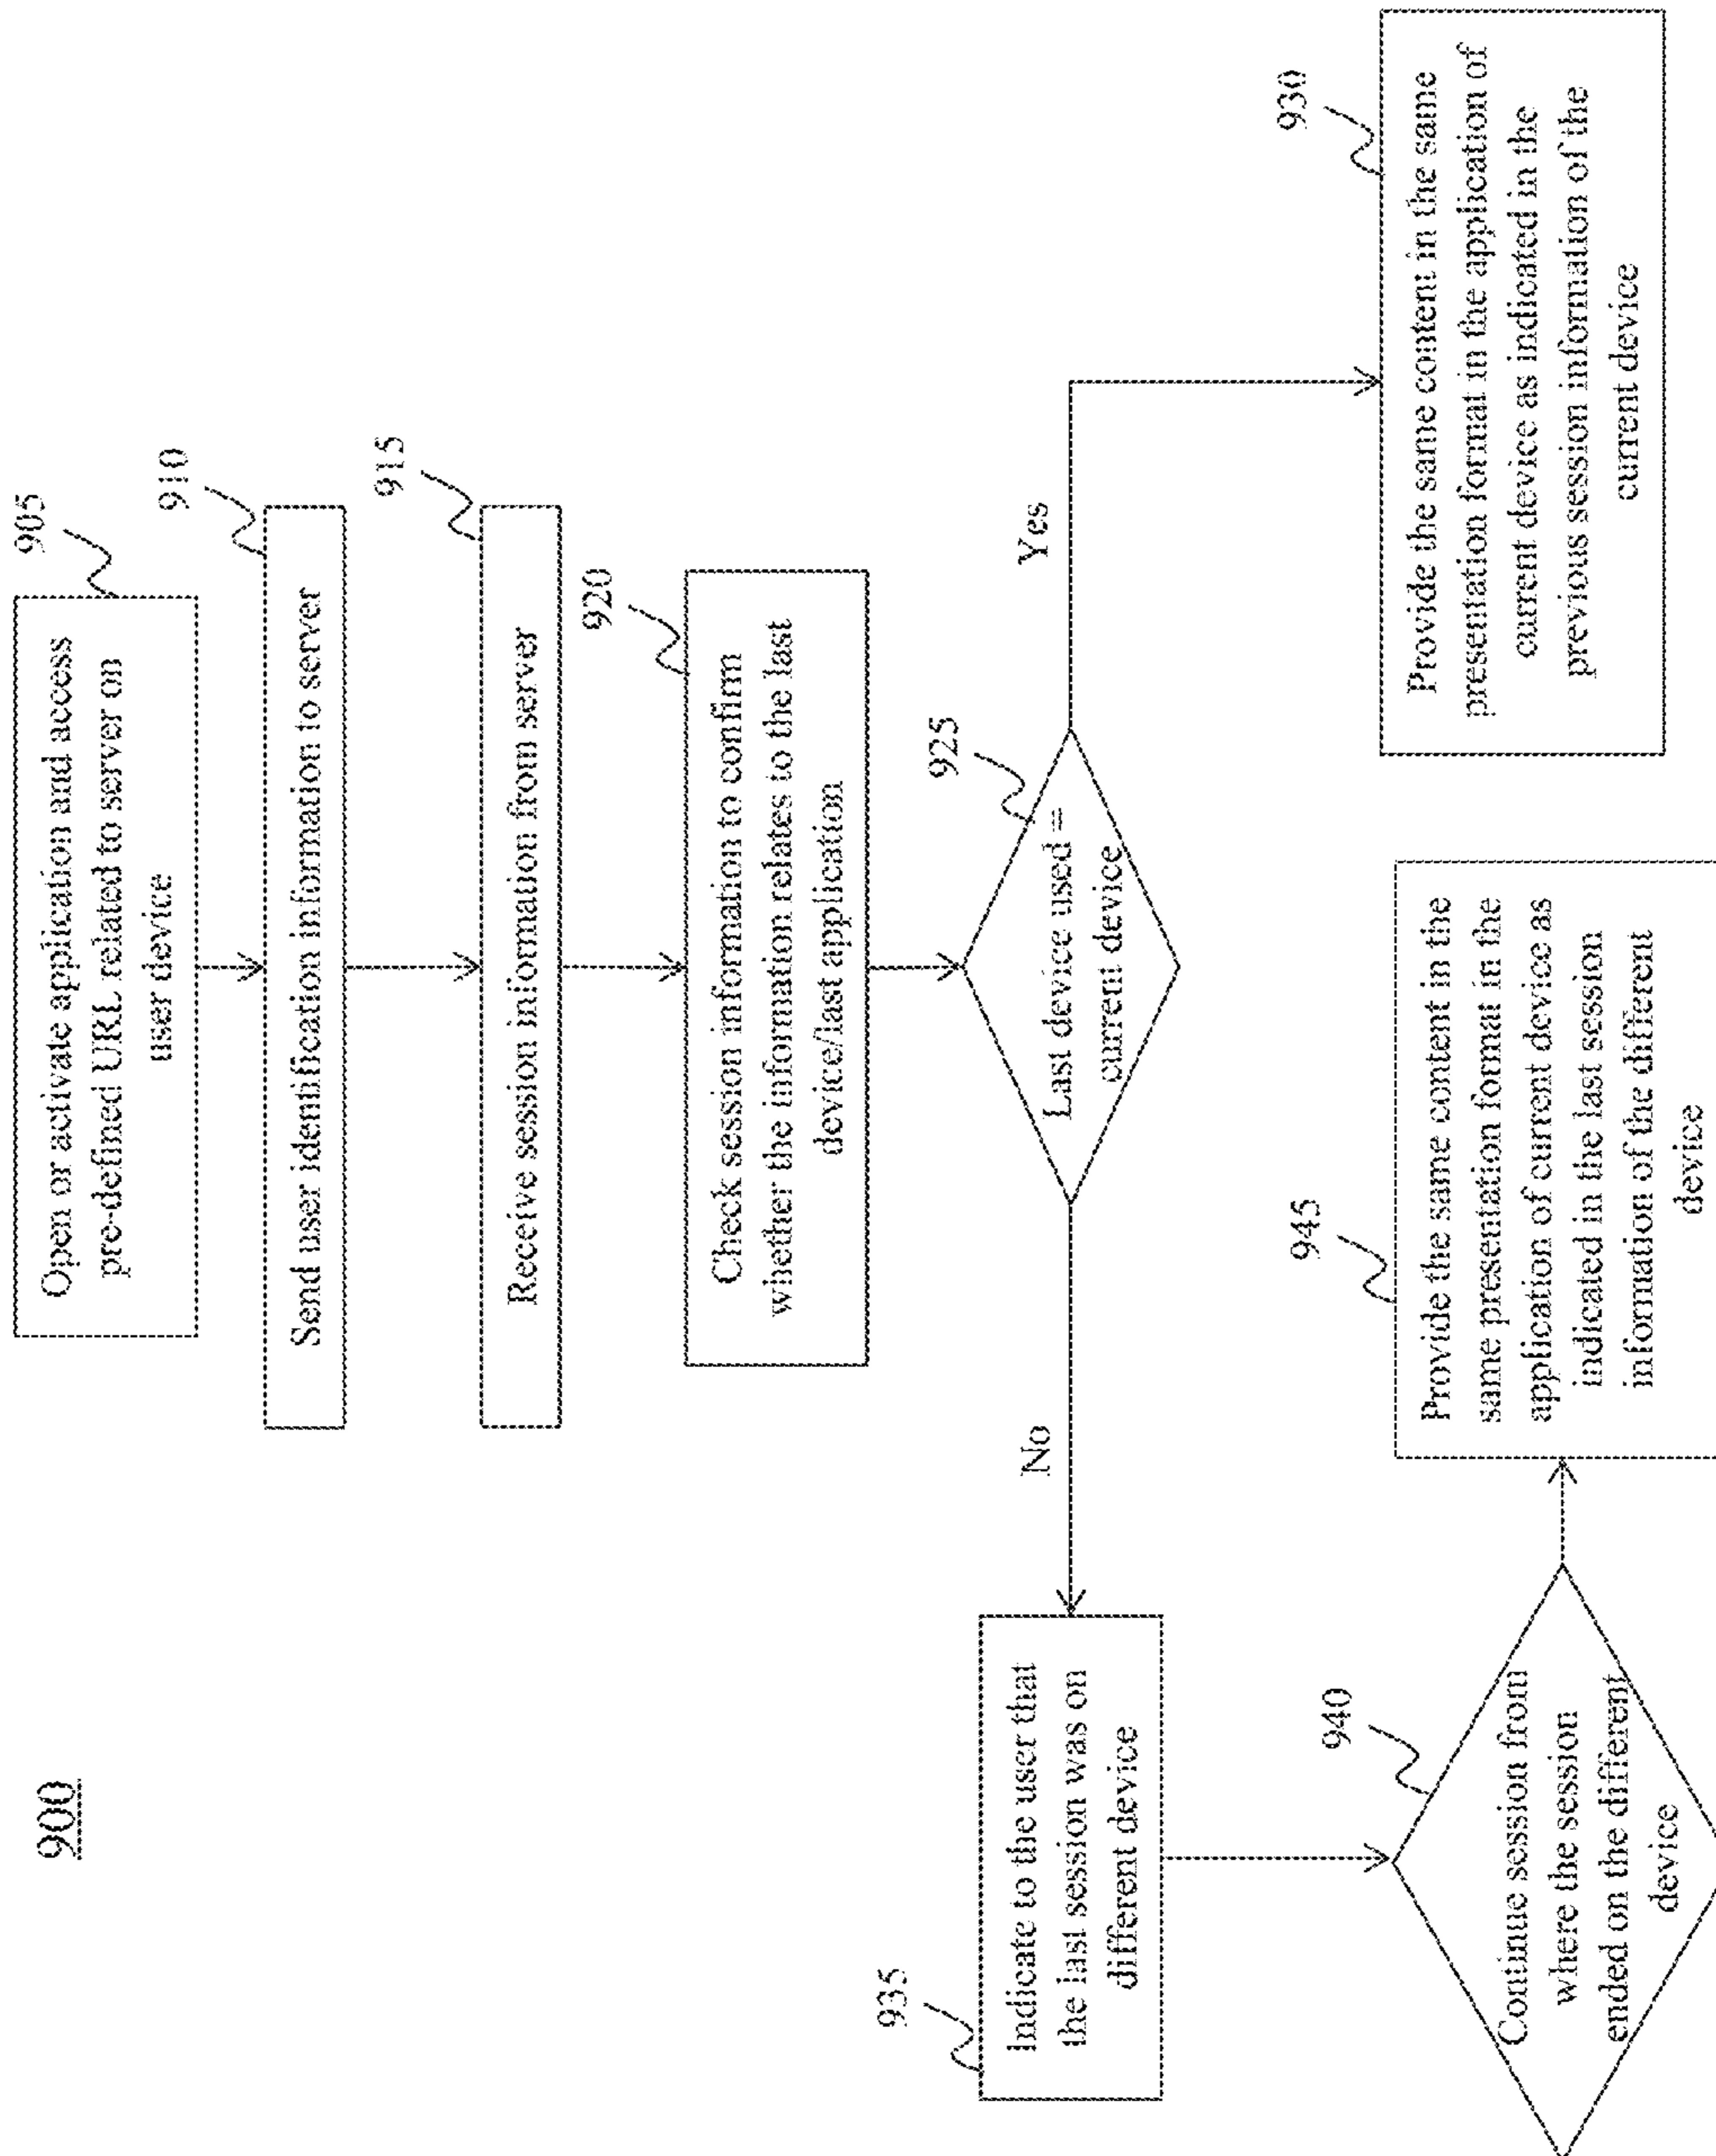 900
905
Open or activate application and access
pre-defined URL related to server on
user device
910
Send user identification information to server
915
Receive session information from server
920
Check session information to confirm
whether the information relates to the last
device/last application
925
Last device used =
current device
Yes
930
Provide the same content in the same
presentation format in the application of
current device as indicated in the
previous session information of the
current device
No
935
Indicate to the user that
the last session was on
different device
940
Continue session from
where the session
ended on the different
device
945
Provide the same content in the
same presentation format in the
application of current device as
indicated in the last session
information of the different
device